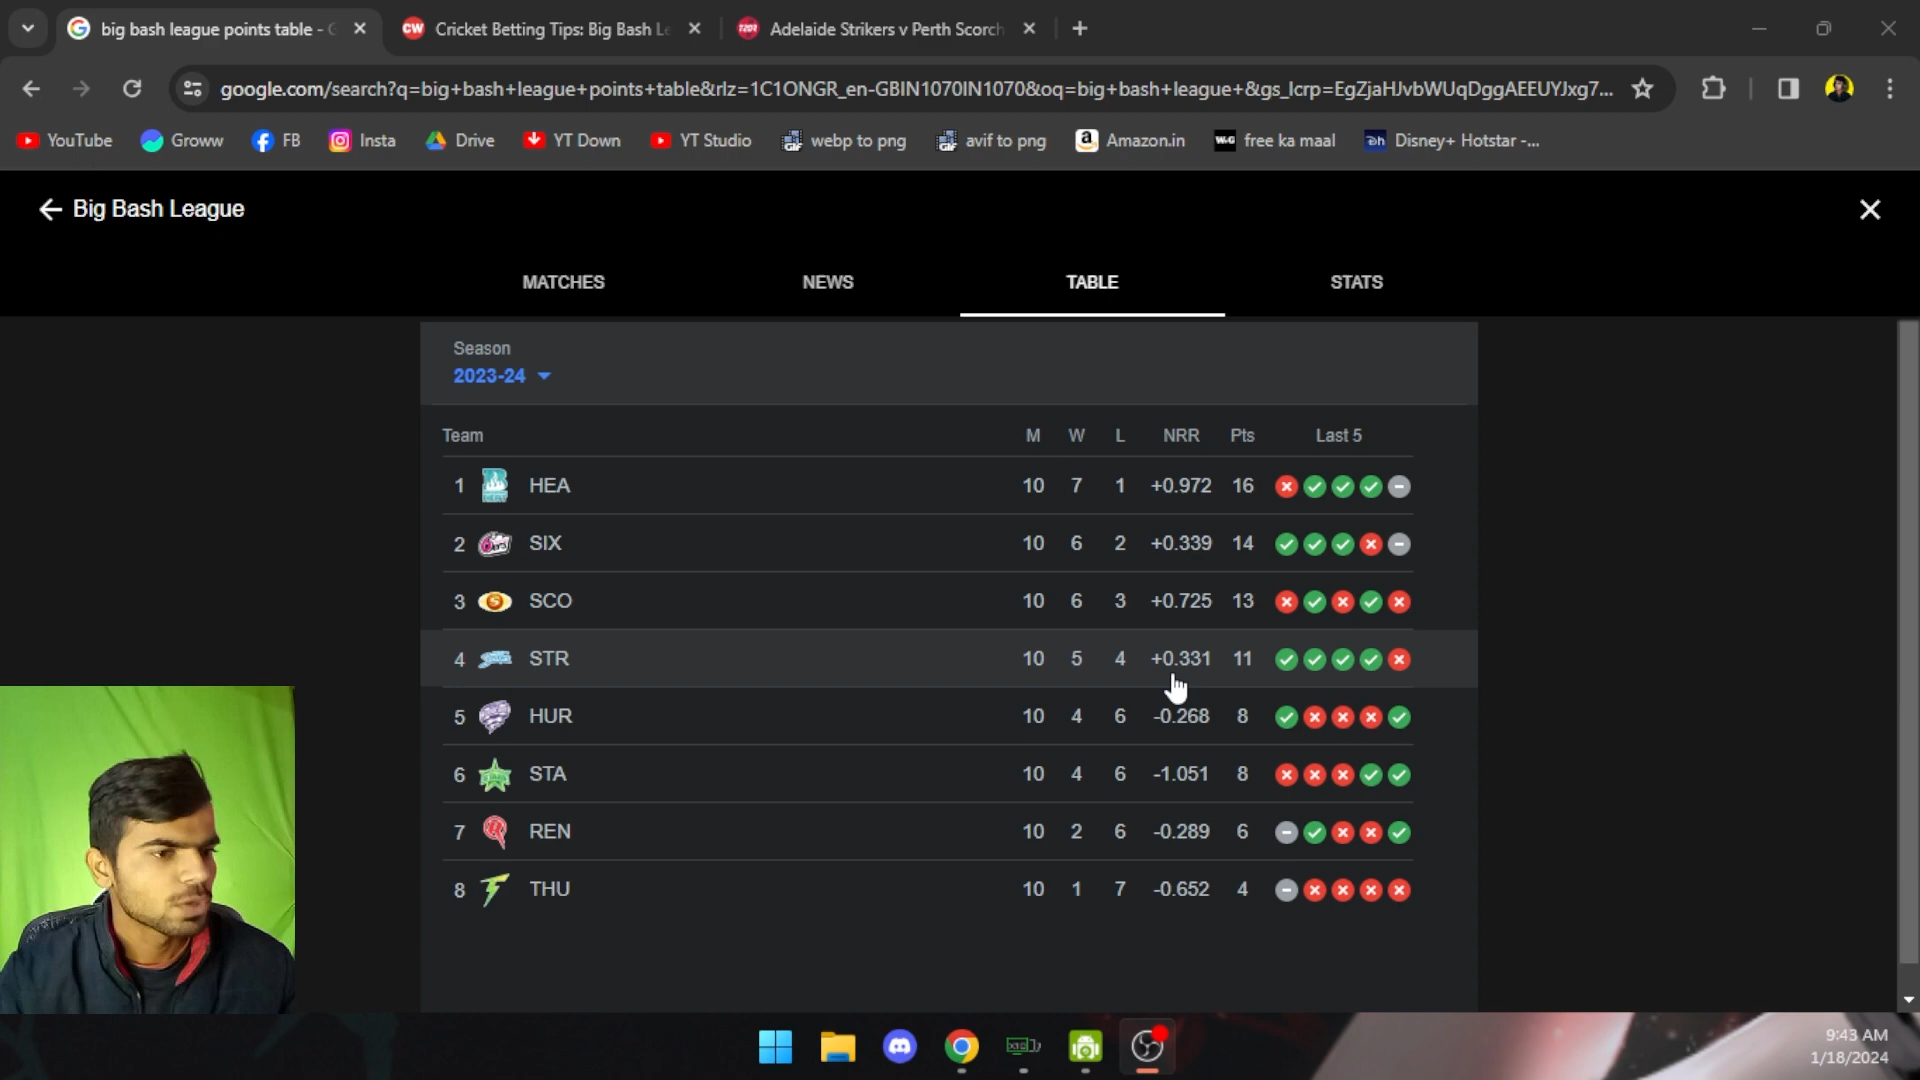 big bash league points table -
Cricket Betting Tips: Big Bash Le
Adelaide Strikers v Perth Scorch
google.com/search?q=big+bash+league+points+table&rlz=1C1ONGR_en-GBIN1070IN1070&oq=big+bash+league+&gs_lcrp=EgZjaHJvbWUqDggAEEUYJxg7...
YouTube Groww FB Insta Drive YT Down YT Studio webp to png avif to png Amazon.in free ka maal Disney+ Hotstar -...
Big Bash League
MATCHES NEWS TABLE STATS
Season
2023-24
Team M W L NRR Pts Last 5
1 HEA 10 7 1 +0.972 16
2 SIX 10 6 2 +0.339 14
3 SCO 10 6 3 +0.725 13
4 STR 10 5 4 +0.331 11
5 HUR 10 4 6 -0.268 8
6 STA 10 4 6 -1.051 8
7 REN 10 2 6 -0.289 6
8 THU 10 1 7 -0.652 4
9:43 AM
1/18/2024